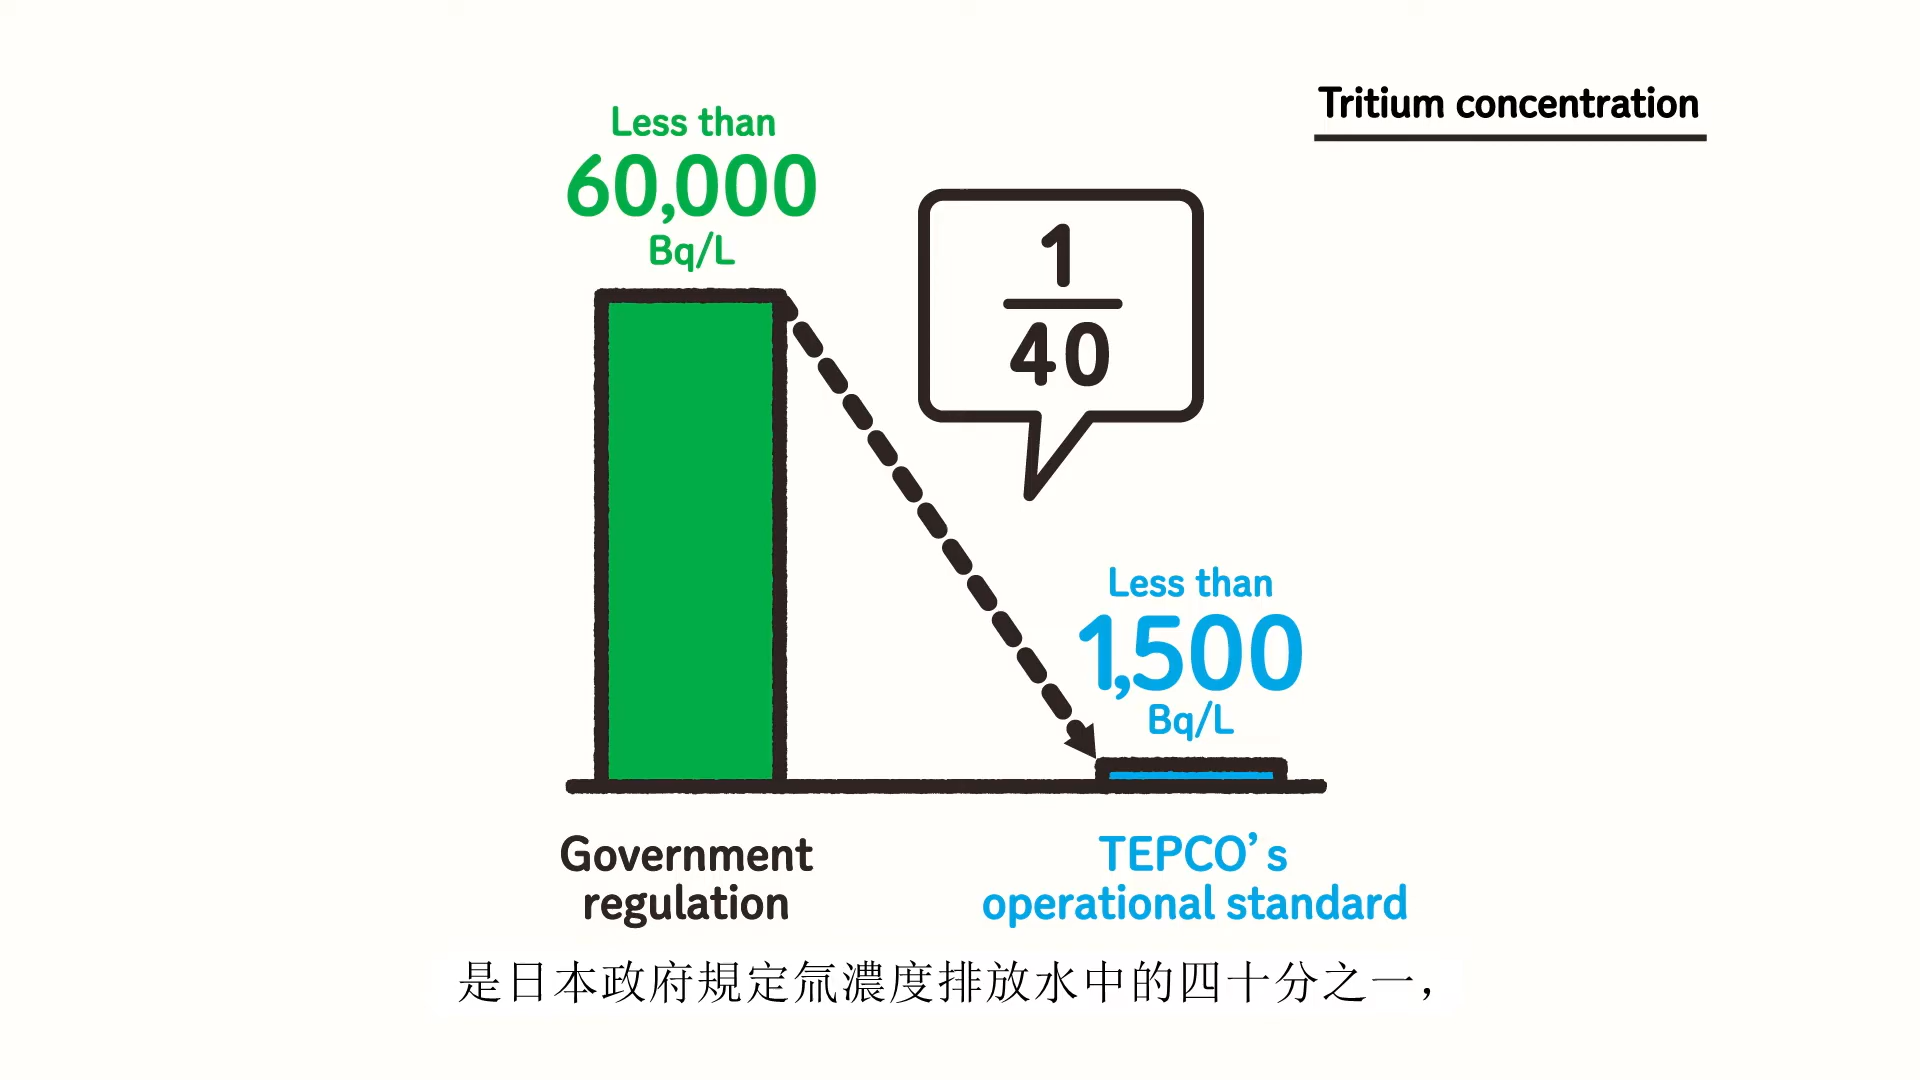 Tritium concentration
Less than
60,000
Bq/L
1
40
Less than
1,500
Bq/L
Government
regulation
TEPCO’s
operational standard
是日本政府規定氚濃度排放水中的四十分之一，